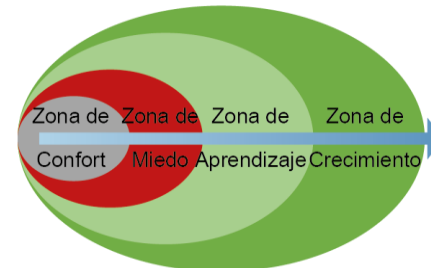 Zona de
Confort
Zona de
Miedo
Zona de
Aprendizaje
Zona de
Crecimiento